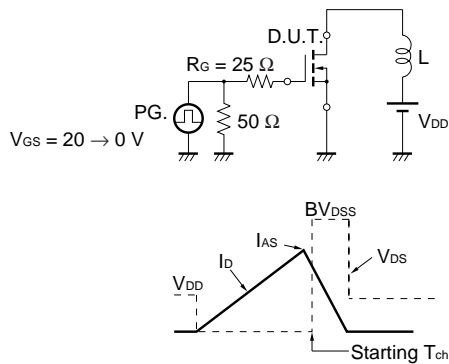 D.U.T.
RG = 25 Ω
L
PG.
50 Ω
VDD
VGS = 20 → 0 V
BVDSS
IAS
ID
VDS
VDD
Starting Tch